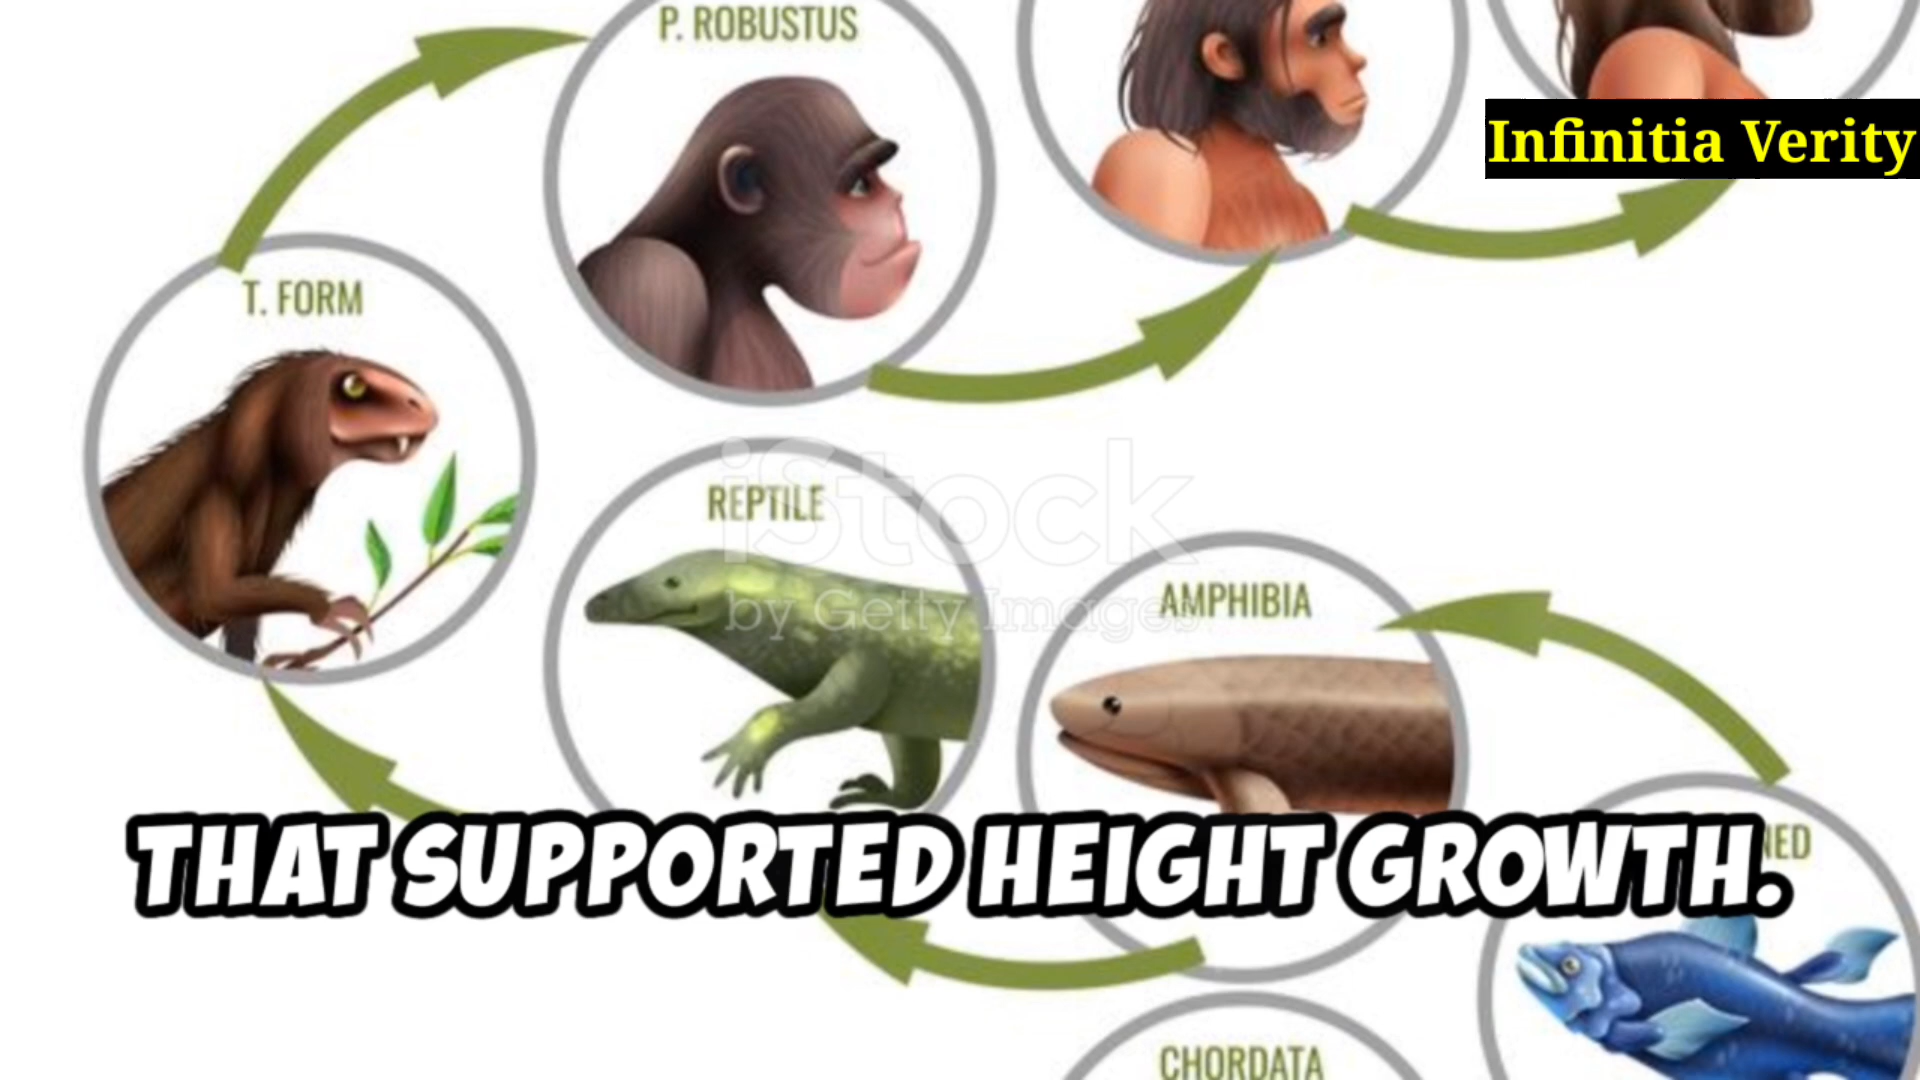 P. ROBUSTUS
Infinitia Verity
T. FORM
REPTILE
iStock
by Getty Images
AMPHIBIA
THAT SUPPORTED HEIGHT GROWTH.
CHORDATA